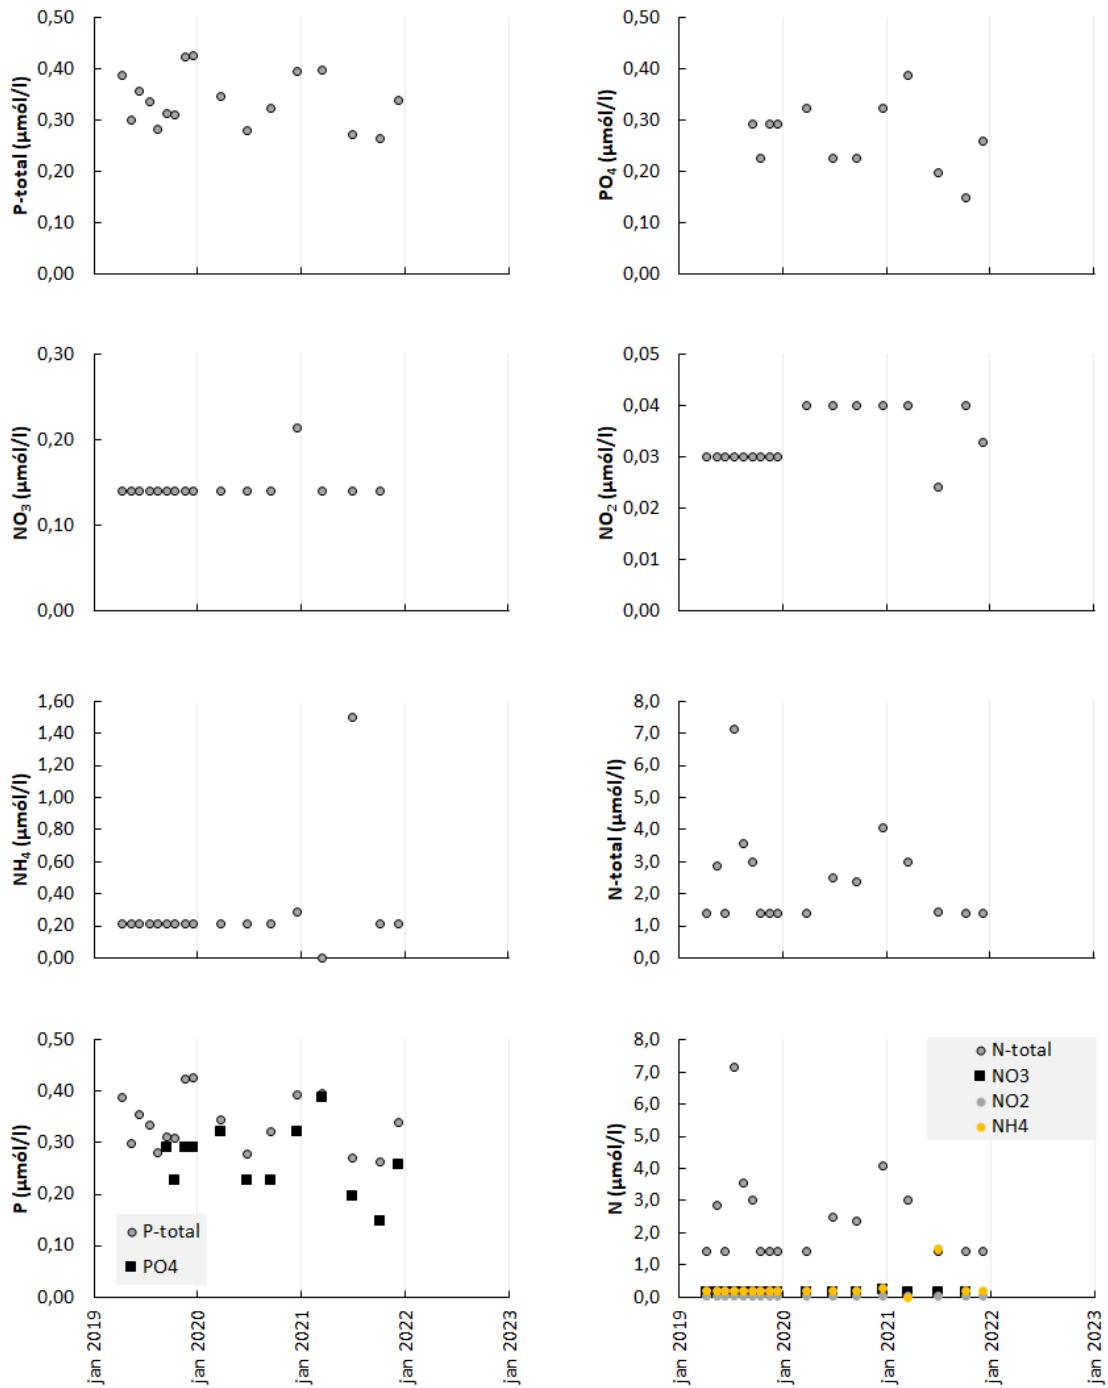 0,50
0,40
0,30
0,20
0,10
0,00
P-total (µmól/l)
jan 2019
jan 2020
jan 2021
jan 2022
jan 2023
0,50
0,40
0,30
0,20
0,10
0,00
PO₄ (µmól/l)
0,30
0,20
0,10
0,00
NO₃ (µmól/l)
0,05
0,04
0,03
0,02
0,01
0,00
NO₂ (µmól/l)
1,60
1,40
1,20
1,00
0,80
0,60
0,40
0,20
0,00
NH₄ (µmól/l)
8,0
7,0
6,0
5,0
4,0
3,0
2,0
1,0
0,0
N-total (µmól/l)
0,50
0,40
0,30
0,20
0,10
0,00
P (µmól/l)
P-total
PO4
8,0
7,0
6,0
5,0
4,0
3,0
2,0
1,0
0,0
N (µmól/l)
N-total
NO3
NO2
NH4
jan 2019
jan 2020
jan 2021
jan 2022
jan 2023